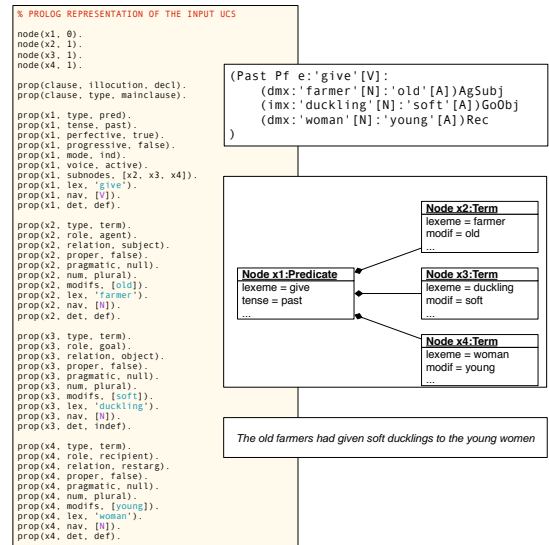 % PROLOG REPRESENTATION OF THE INPUT UCS
node(x1, 0).
node(x2, 1).
node(x3, 1).
node(x4, 1).
prop(clause, illocution, decl).
prop(clause, type, mainclause).
prop(x1, type, pred).
prop(x1, tense, past).
prop(x1, perfective, true).
prop(x1, progressive, false).
prop(x1, mode, ind).
prop(x1, voice, active).
prop(x1, subnodes, [x2, x3, x4]).
prop(x1, lex, 'give').
prop(x1, nav, [V]).
prop(x1, det, def).
prop(x2, type, term).
prop(x2, role, agent).
prop(x2, relation, subject).
prop(x2, proper, false).
prop(x2, pragmatic, null).
prop(x2, num, plural).
prop(x2, modifs, [old]).
prop(x2, lex, 'farmer').
prop(x2, nav, [N]).
prop(x2, det, def).
prop(x3, type, term).
prop(x3, role, goal).
prop(x3, relation, object).
prop(x3, proper, false).
prop(x3, pragmatic, null).
prop(x3, num, plural).
prop(x3, modifs, [soft]).
prop(x3, lex, 'duckling').
prop(x3, nav, [N]).
prop(x3, det, indef).
prop(x4, type, term).
prop(x4, role, recipient).
prop(x4, relation, restarg).
prop(x4, proper, false).
prop(x4, pragmatic, null).
prop(x4, num, plural).
prop(x4, modifs, [young]).
prop(x4, lex, 'woman').
prop(x4, nav, [N]).
prop(x4, det, def).
(Past Pf e:'give'[V]:
(dmx:'farmer'[N]:'old'[A])AgSubj
(imx:'duckling'[N]:'soft'[A])GoObj
(dmx:'woman'[N]:'young'[A])Rec
)
Node x2:Term
lexeme = farmer
modif = old
...
Node x1:Predicate
lexeme = give
tense = past
...
Node x3:Term
lexeme = duckling
modif = soft
...
Node x4:Term
lexeme = woman
modif = young
...
The old farmers had given soft ducklings to the young women